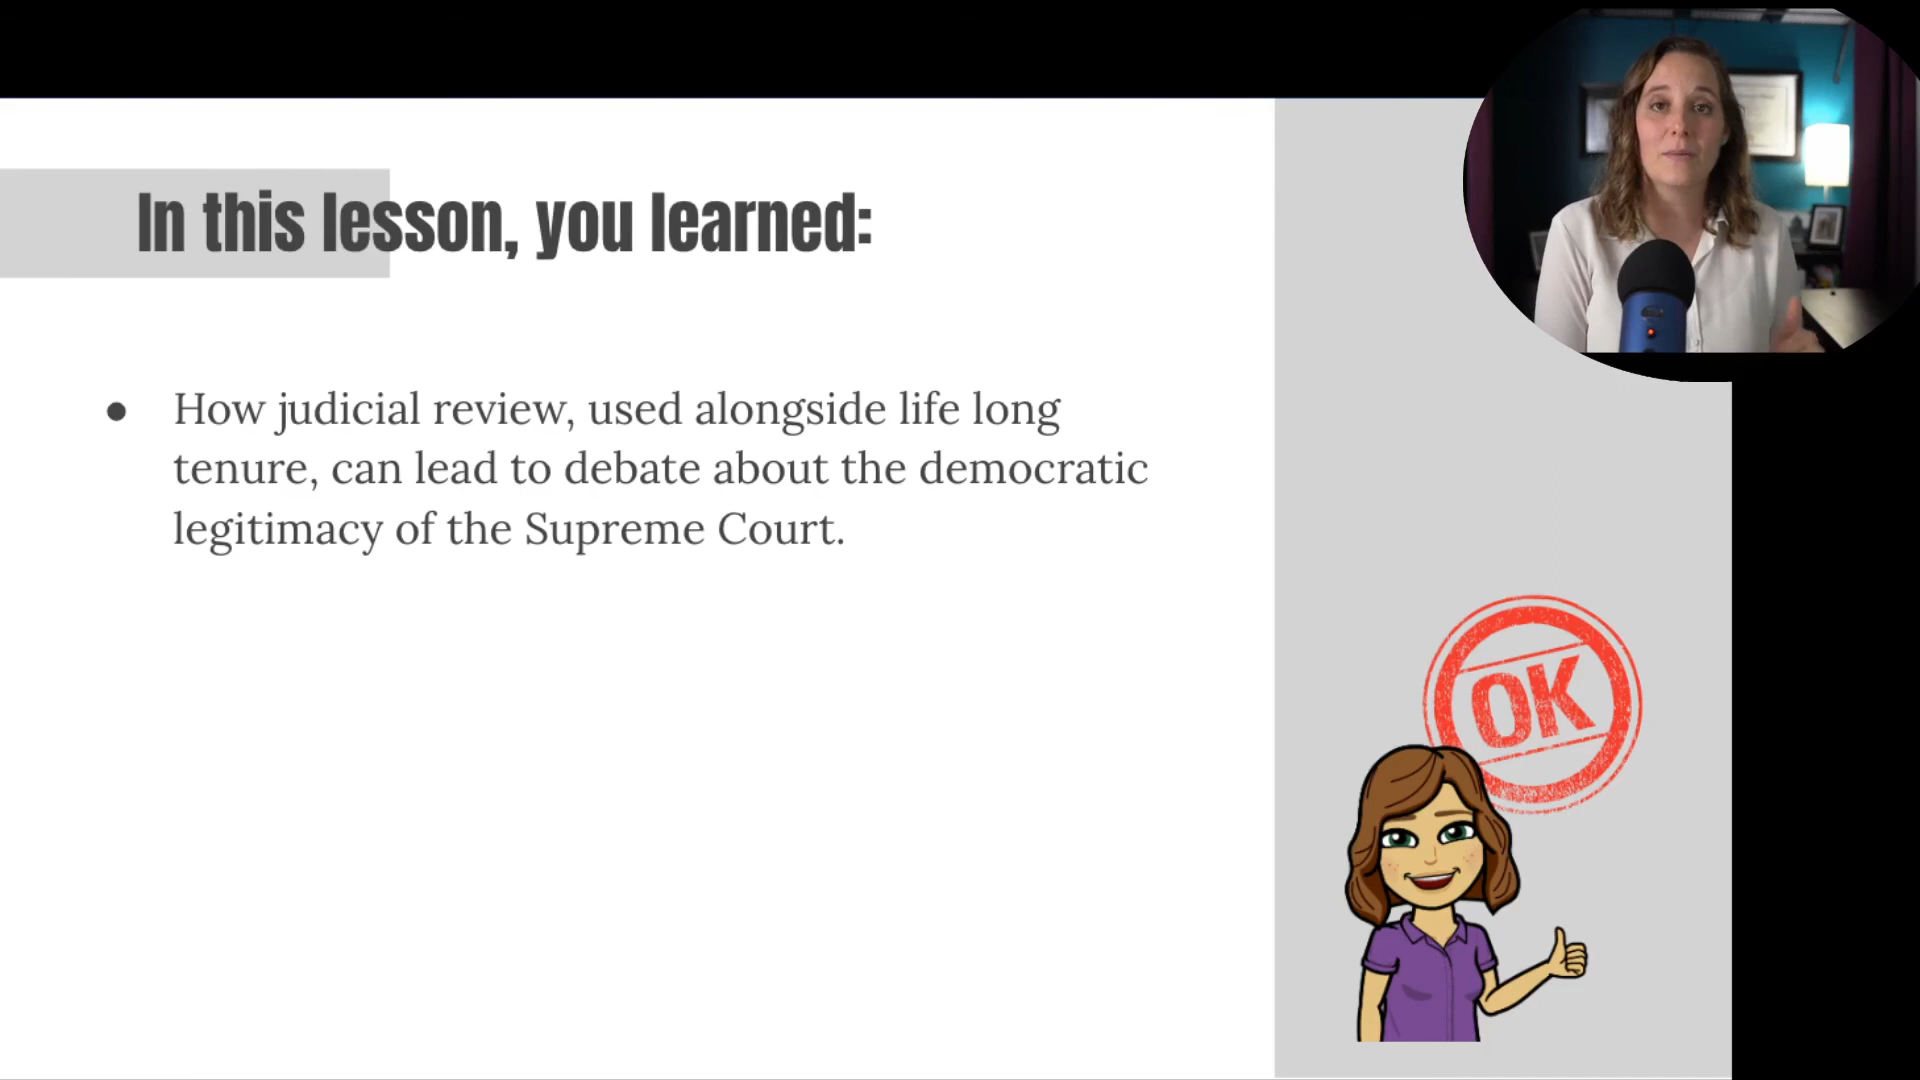 In this lesson, you learned:
● How judicial review, used alongside life long
tenure, can lead to debate about the democratic
legitimacy of the Supreme Court.
OK